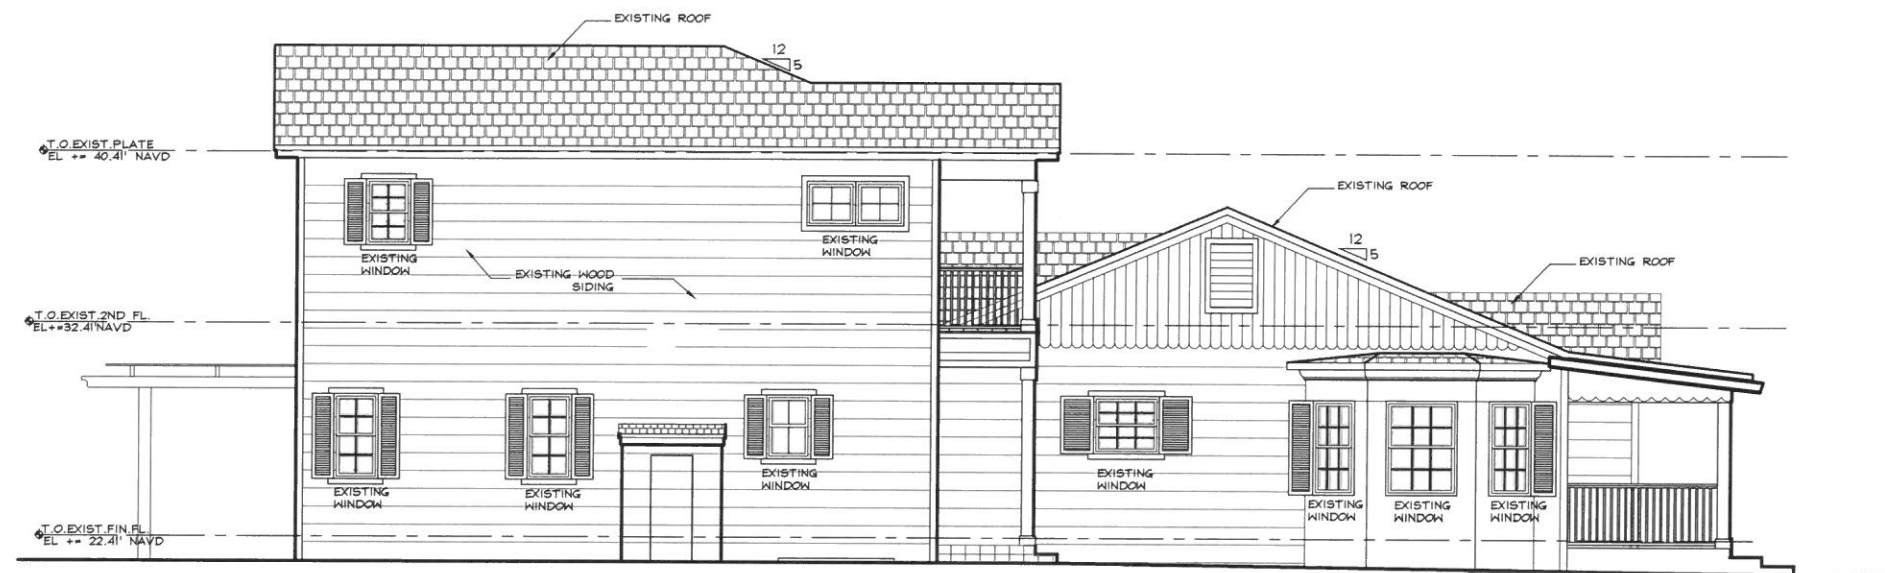 EXISTING ROOF
12
5
T.O.EXIST.PLATE
EL += 40.41' NAVD
EXISTING ROOF
EXISTING
WINDOW
EXISTING
WINDOW
12
5
EXISTING ROOF
EXISTING WOOD
SIDING
T.O.EXIST.2ND FL.
EL+=32.41'NAVD
EXISTING
WINDOW
EXISTING
WINDOW
EXISTING
WINDOW
EXISTING
WINDOW
EXISTING
WINDOW
EXISTING
WINDOW
EXISTING
WINDOW
T.O.EXIST.FIN.FL.
EL += 22.41' NAVD